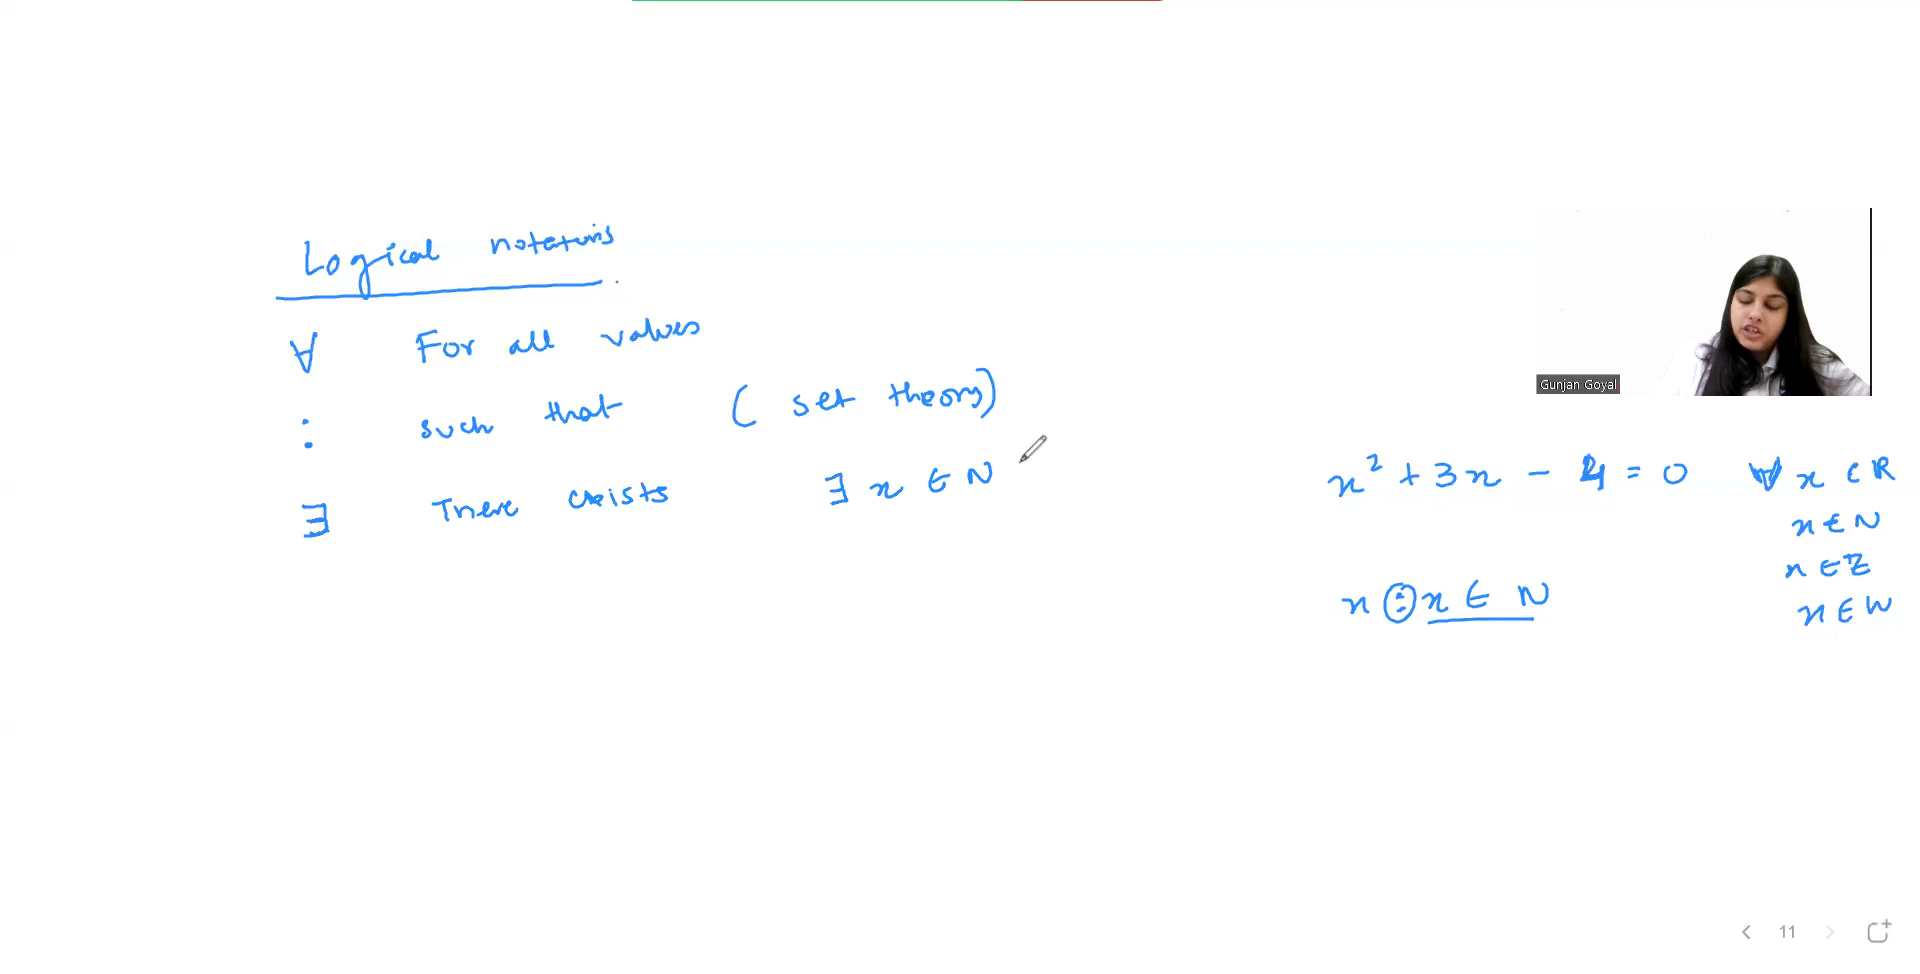 Logical notations
∀ For all values
: such that (set theory)
∃ There exists ∃ x ∈ N
Gunjan Goyal
x² + 3x - 4 = 0 ∀ x ∈ R
x ∈ N
x ∈ Z
x : x ∈ N
x ∈ W
11